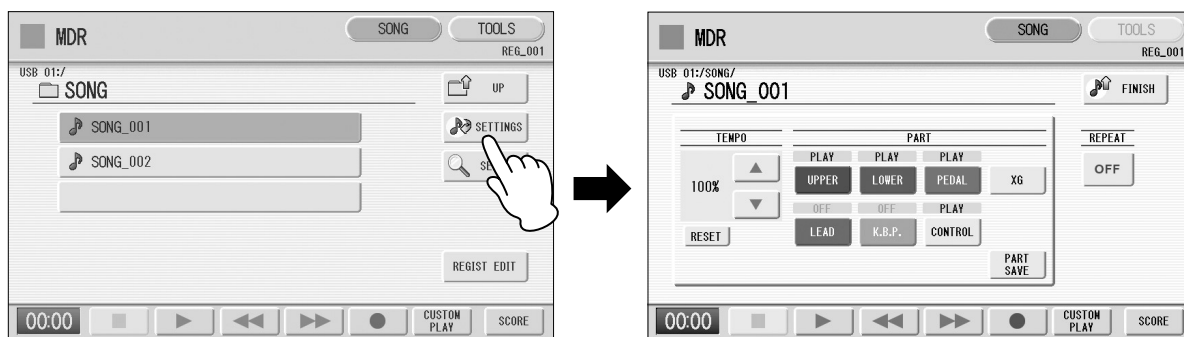 MDR
SONG
TOOLS
REG_001
USB 01:/
SONG
UP
SONG_001
SETTINGS
SONG_002
SE
REGIST EDIT
00:00
CUSTOM PLAY
SCORE
MDR
SONG
TOOLS
REG_001
USB 01:/SONG/
SONG_001
FINISH
TEMPO
PART
REPEAT
PLAY PLAY PLAY
100%
UPPER LOWER PEDAL XG
OFF
OFF OFF PLAY
RESET
LEAD K.B.P. CONTROL
PART SAVE
00:00
CUSTOM PLAY
SCORE